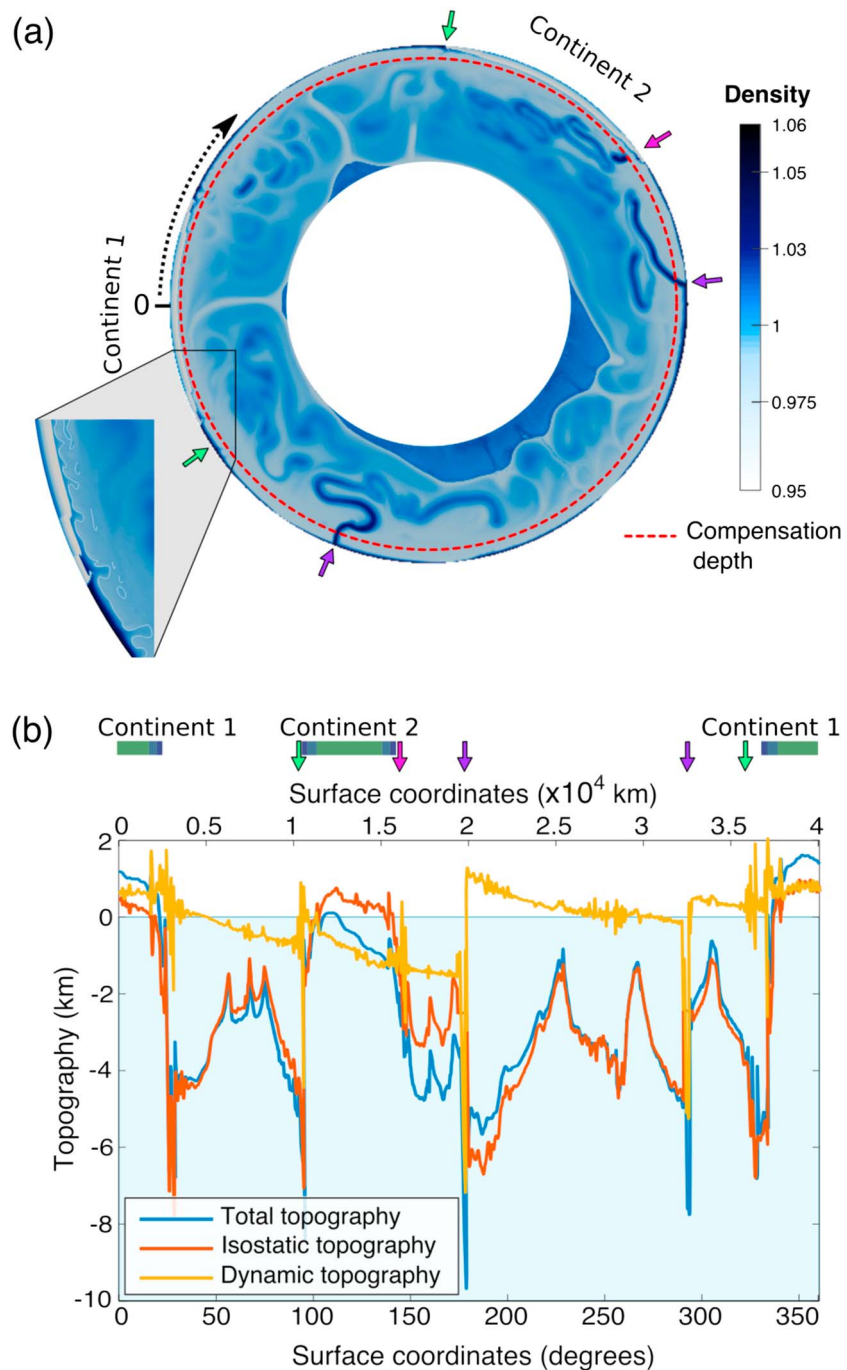 (a)
Continent 2
Density
1.06
1.05
1.03
1
0.975
0.95
Continent 1
0
Compensation
depth
(b)
Continent 1
Continent 2
Continent 1
Surface coordinates (x10⁴ km)
0 0.5 1 1.5 2 2.5 3 3.5 4
Topography (km)
2
0
-2
-4
-6
-8
-10
Total topography
Isostatic topography
Dynamic topography
0 50 100 150 200 250 300 350
Surface coordinates (degrees)